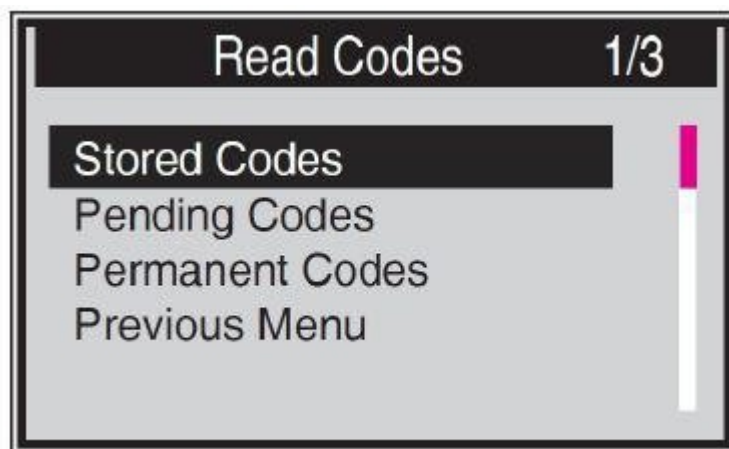 Read Codes 1/3
Stored Codes
Pending Codes
Permanent Codes
Previous Menu